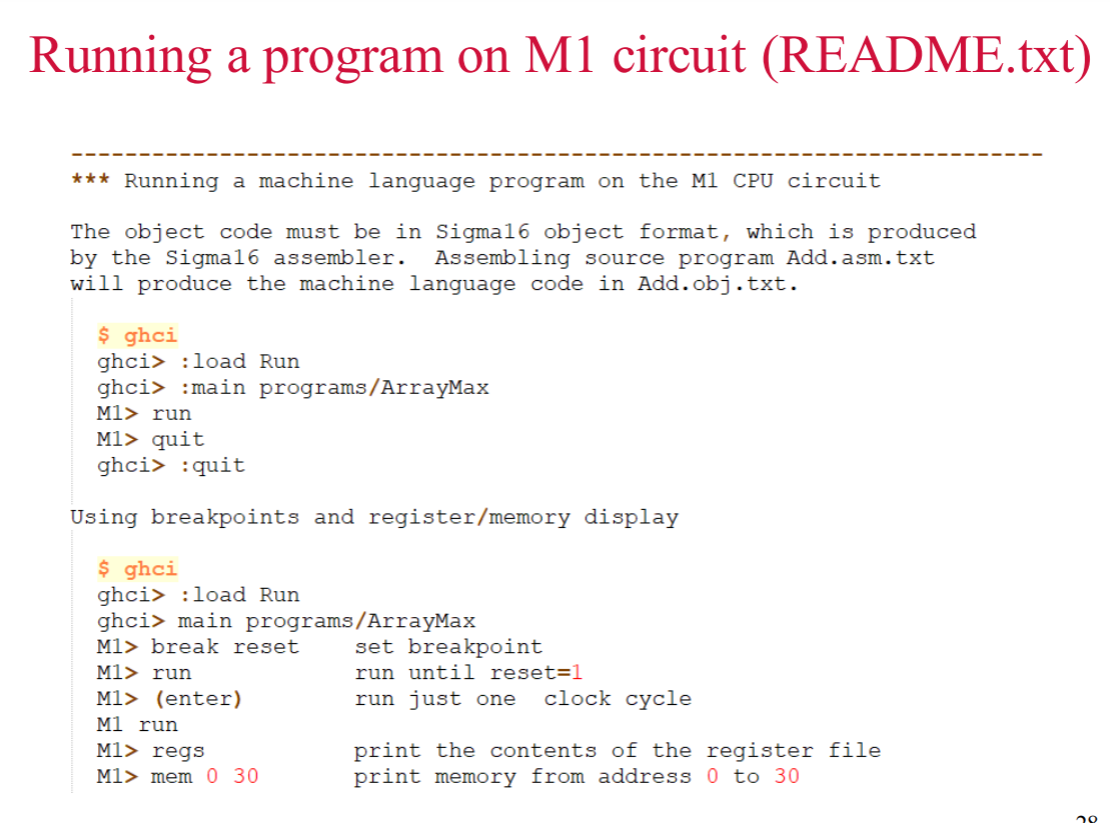 Running a program on M1 circuit (README.txt)
------------------------------------------------------------------------
*** Running a machine language program on the M1 CPU circuit
The object code must be in Sigma16 object format, which is produced
by the Sigma16 assembler.  Assembling source program Add.asm.txt
will produce the machine language code in Add.obj.txt.
$ ghci
ghci> :load Run
ghci> :main programs/ArrayMax
M1> run
M1> quit
ghci> :quit
Using breakpoints and register/memory display
$ ghci
ghci> :load Run
ghci> main programs/ArrayMax
M1> break reset    set breakpoint
M1> run            run until reset=1
M1> (enter)        run just one  clock cycle
M1 run
M1> regs           print the contents of the register file
M1> mem 0 30       print memory from address 0 to 30
28